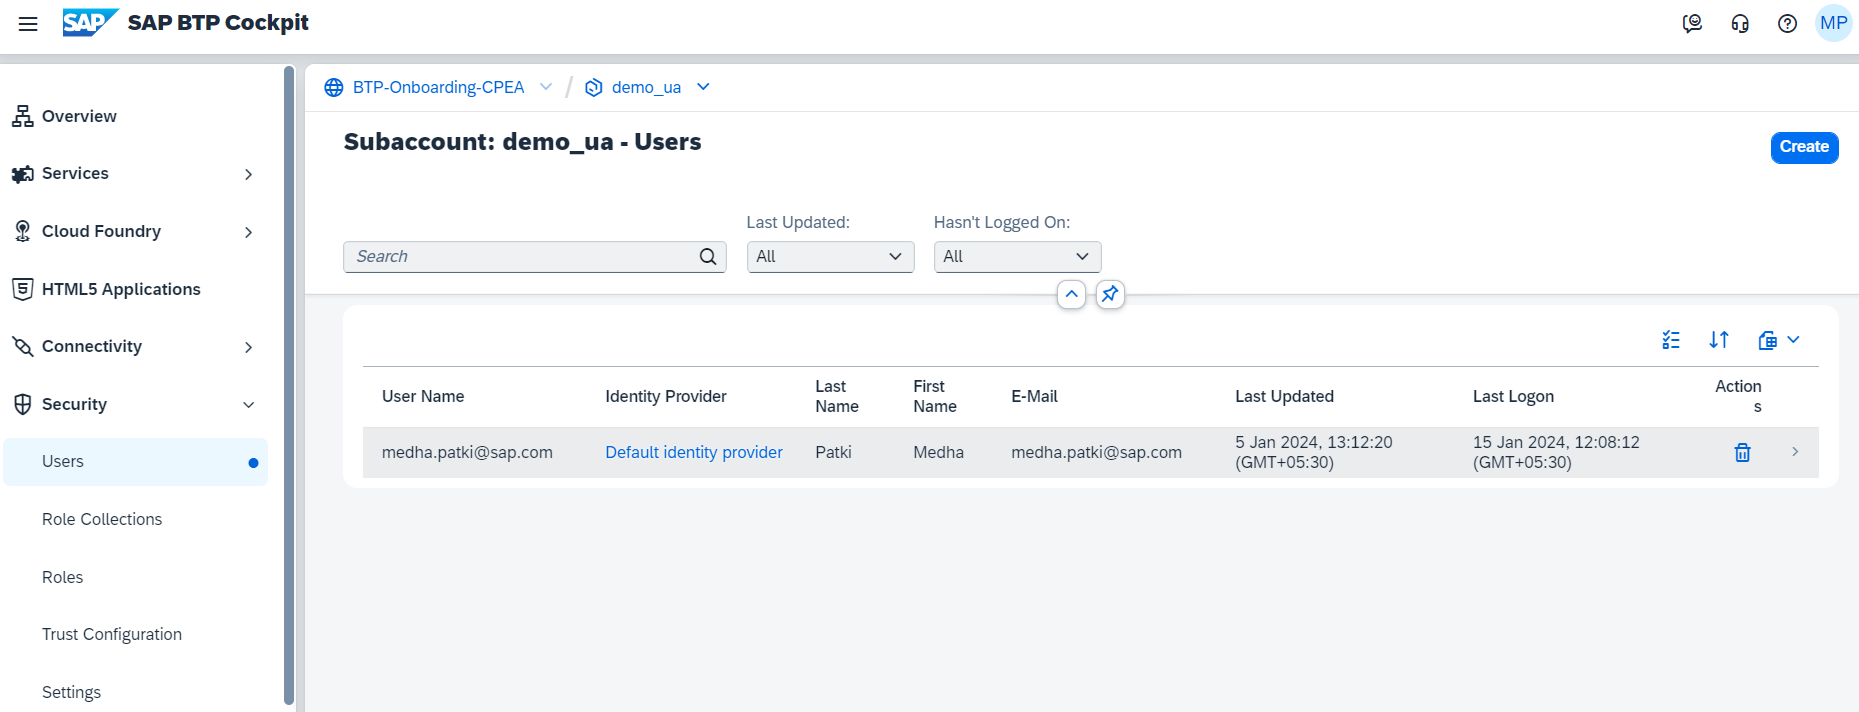 SAP SAP BTP Cockpit
MP
BTP-Onboarding-CPEA / demo_ua
Overview
Services
Cloud Foundry
HTML5 Applications
Connectivity
Security
Users
Role Collections
Roles
Trust Configuration
Settings
Subaccount: demo_ua - Users
Create
Last Updated:
Hasn't Logged On:
Search
All
All
User Name
Identity Provider
Last
Name
First
Name
E-Mail
Last Updated
Last Logon
Action
s
medha.patki@sap.com
Default identity provider
Patki
Medha
medha.patki@sap.com
5 Jan 2024, 13:12:20
(GMT+05:30)
15 Jan 2024, 12:08:12
(GMT+05:30)